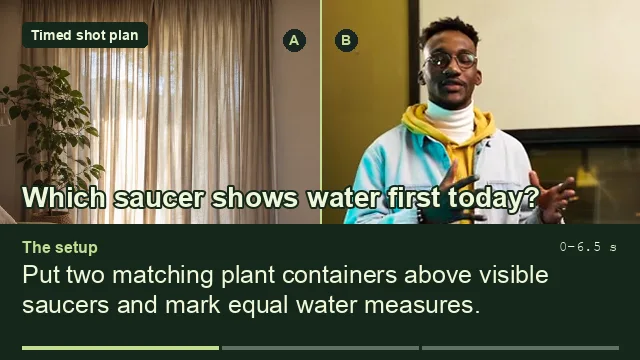 Timed shot plan
A
B
Which saucer shows water first today?
The setup
0–6.5 s
Put two matching plant containers above visible
saucers and mark equal water measures.